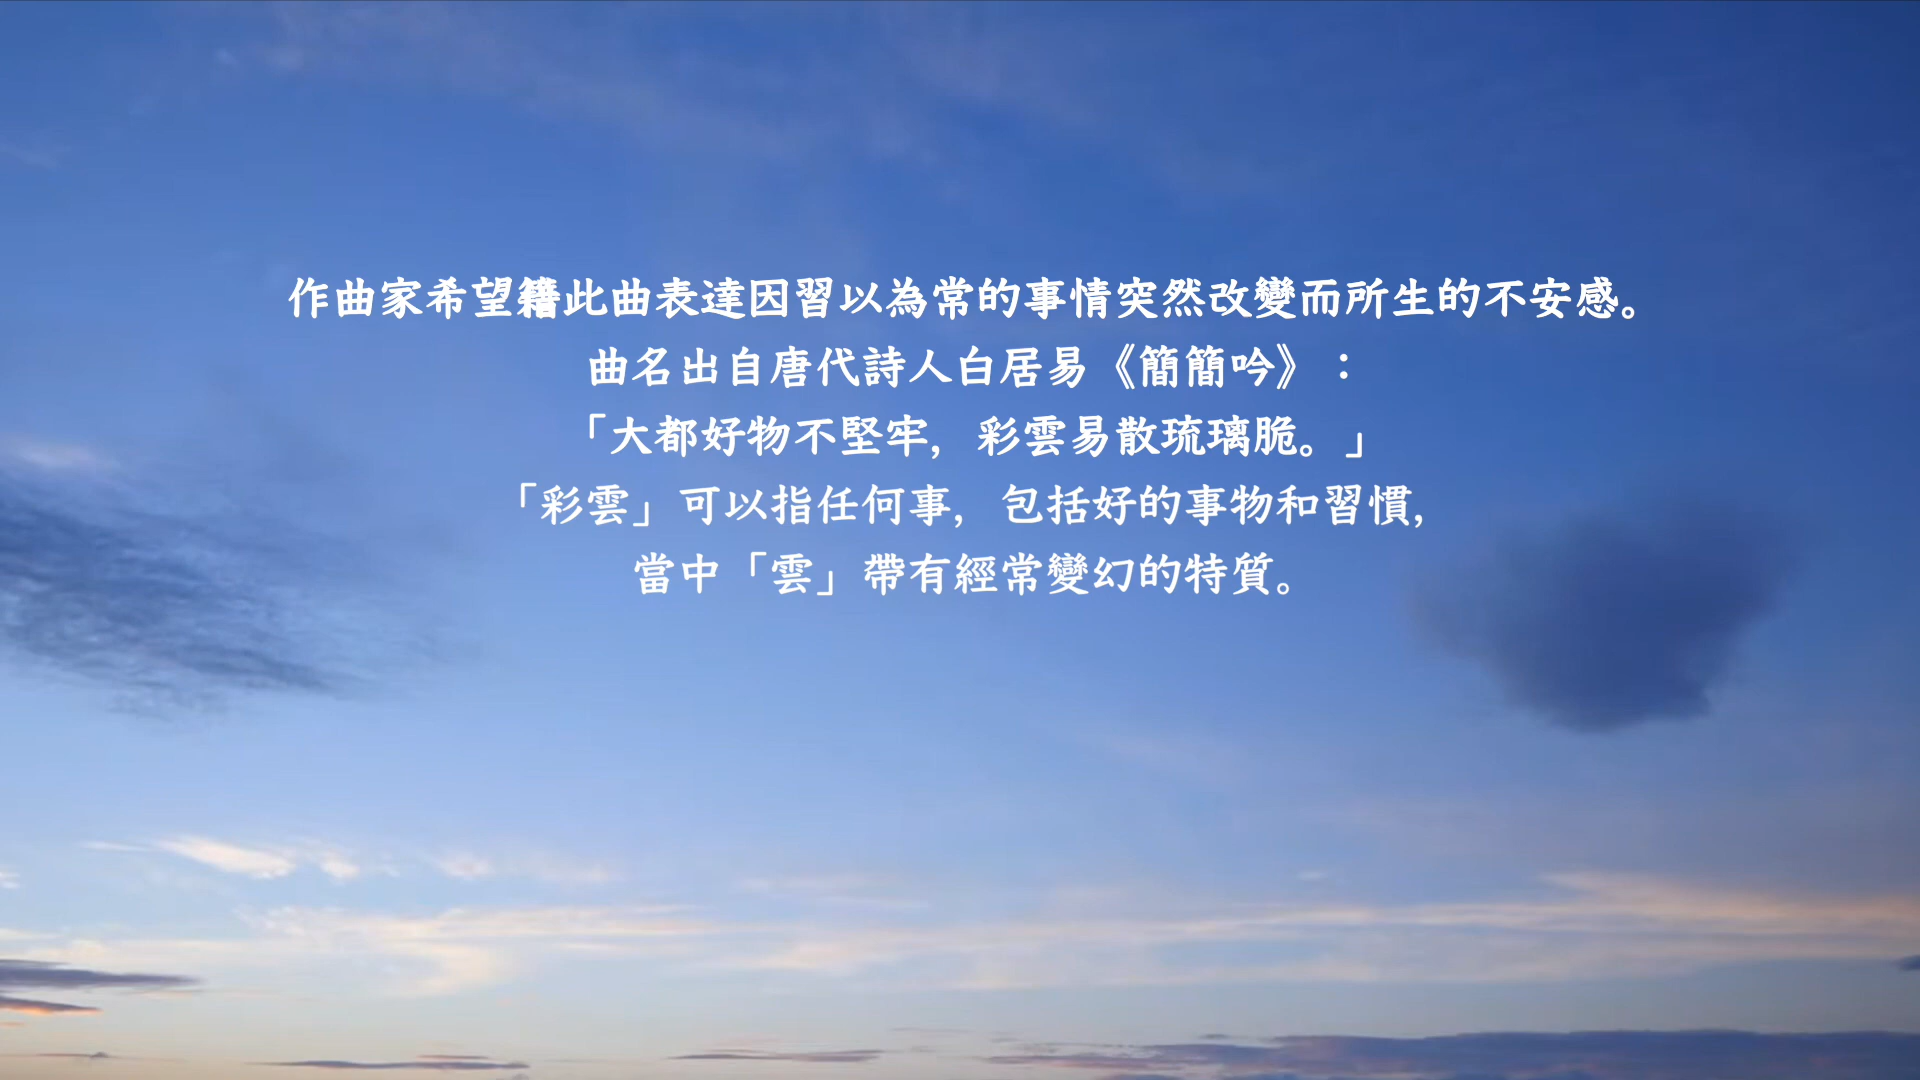 作曲家希望籍此曲表達因習以為常的事情突然改變而所生的不安感。
曲名出自唐代詩人白居易《簡簡吟》：
「大都好物不堅牢，彩雲易散琉璃脆。」
「彩雲」可以指任何事，包括好的事物和習慣，
當中「雲」帶有經常變幻的特質。